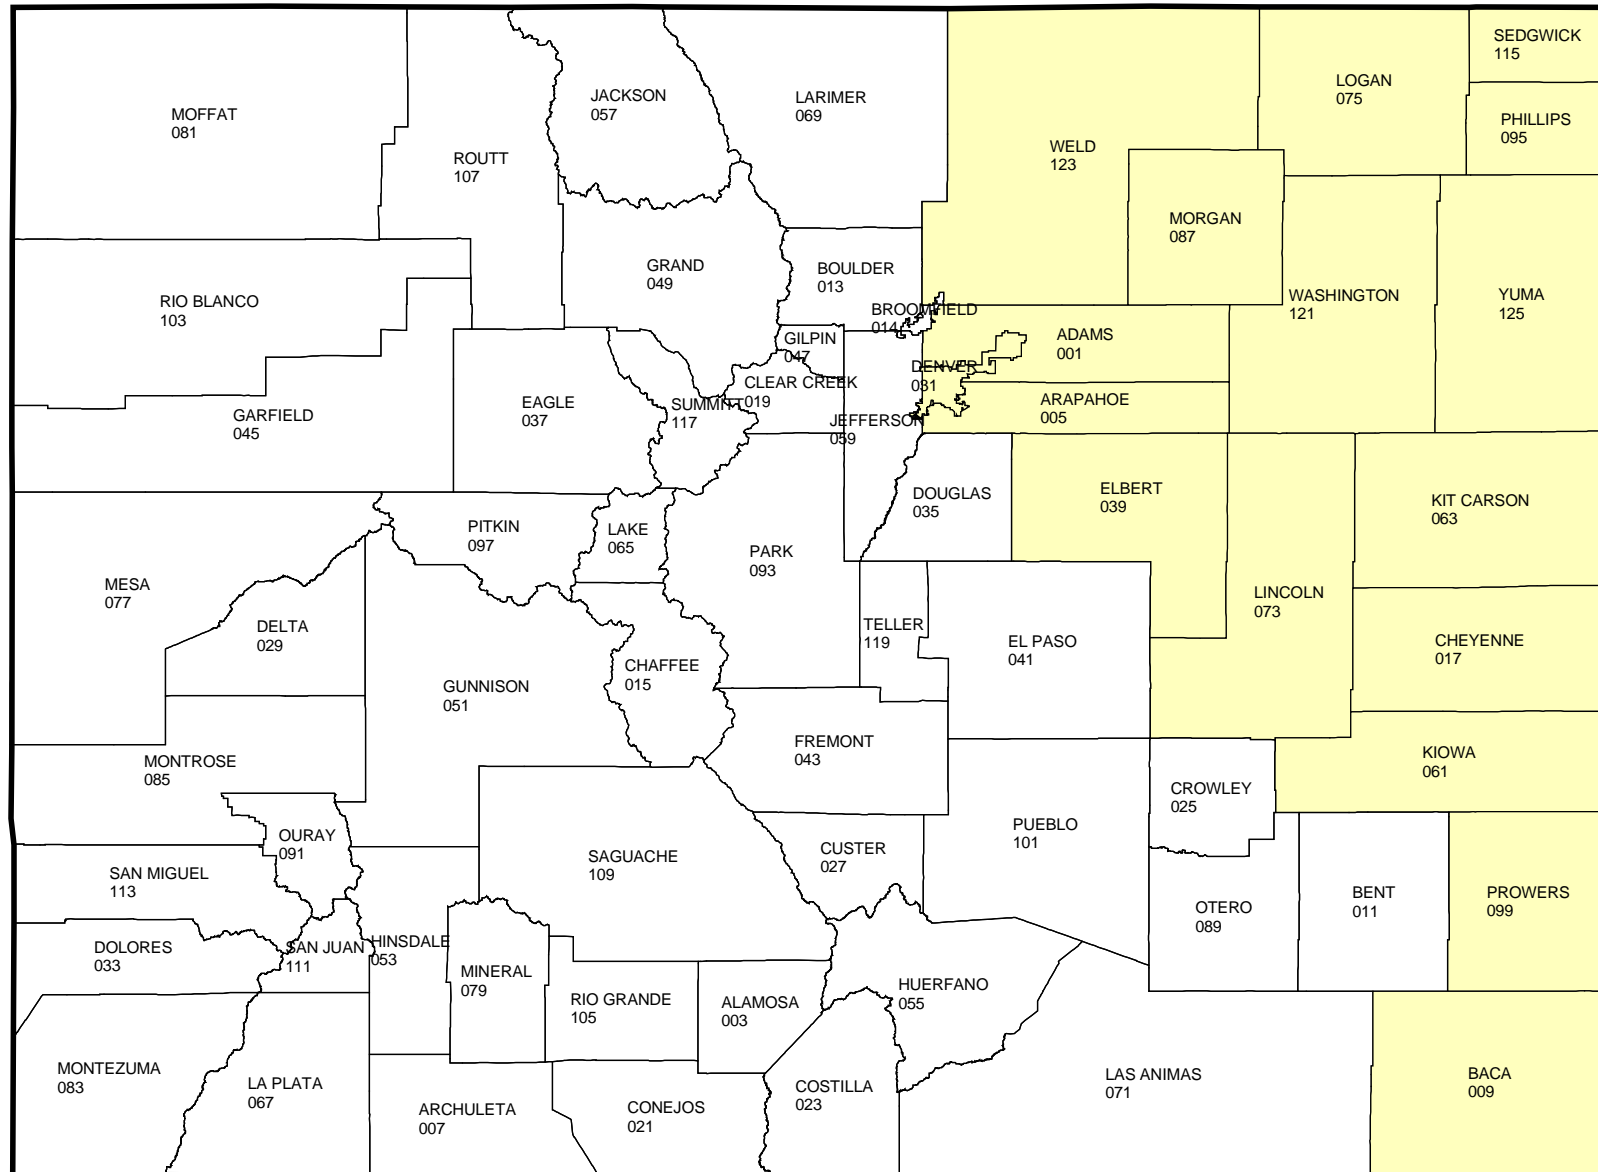 SEDGWICK
115
LOGAN
075
JACKSON
057
LARIMER
069
MOFFAT
081
PHILLIPS
095
WELD
123
ROUTT
107
MORGAN
087
GRAND
049
BOULDER
013
RIO BLANCO
103
WASHINGTON
121
YUMA
125
BROOMFIELD
014
GILPIN
047
ADAMS
001
DENVER
031
CLEAR CREEK
019
EAGLE
037
SUMMITT
117
ARAPAHOE
005
GARFIELD
045
JEFFERSON
059
DOUGLAS
035
ELBERT
039
KIT CARSON
063
PITKIN
097
LAKE
065
PARK
093
MESA
077
LINCOLN
073
DELTA
029
TELLER
119
EL PASO
041
CHEYENNE
017
CHAFFEE
015
GUNNISON
051
FREMONT
043
KIOWA
061
MONTROSE
085
CROWLEY
025
OURAY
091
PUEBLO
101
SAGUACHE
109
CUSTER
027
SAN MIGUEL
113
OTERO
089
BENT
011
PROWERS
099
DOLORES
033
SAN JUAN
111
HINSDALE
053
MINERAL
079
RIO GRANDE
105
ALAMOSA
003
HUERFANO
055
MONTEZUMA
083
LA PLATA
067
ARCHULETA
007
CONEJOS
021
COSTILLA
023
LAS ANIMAS
071
BACA
009